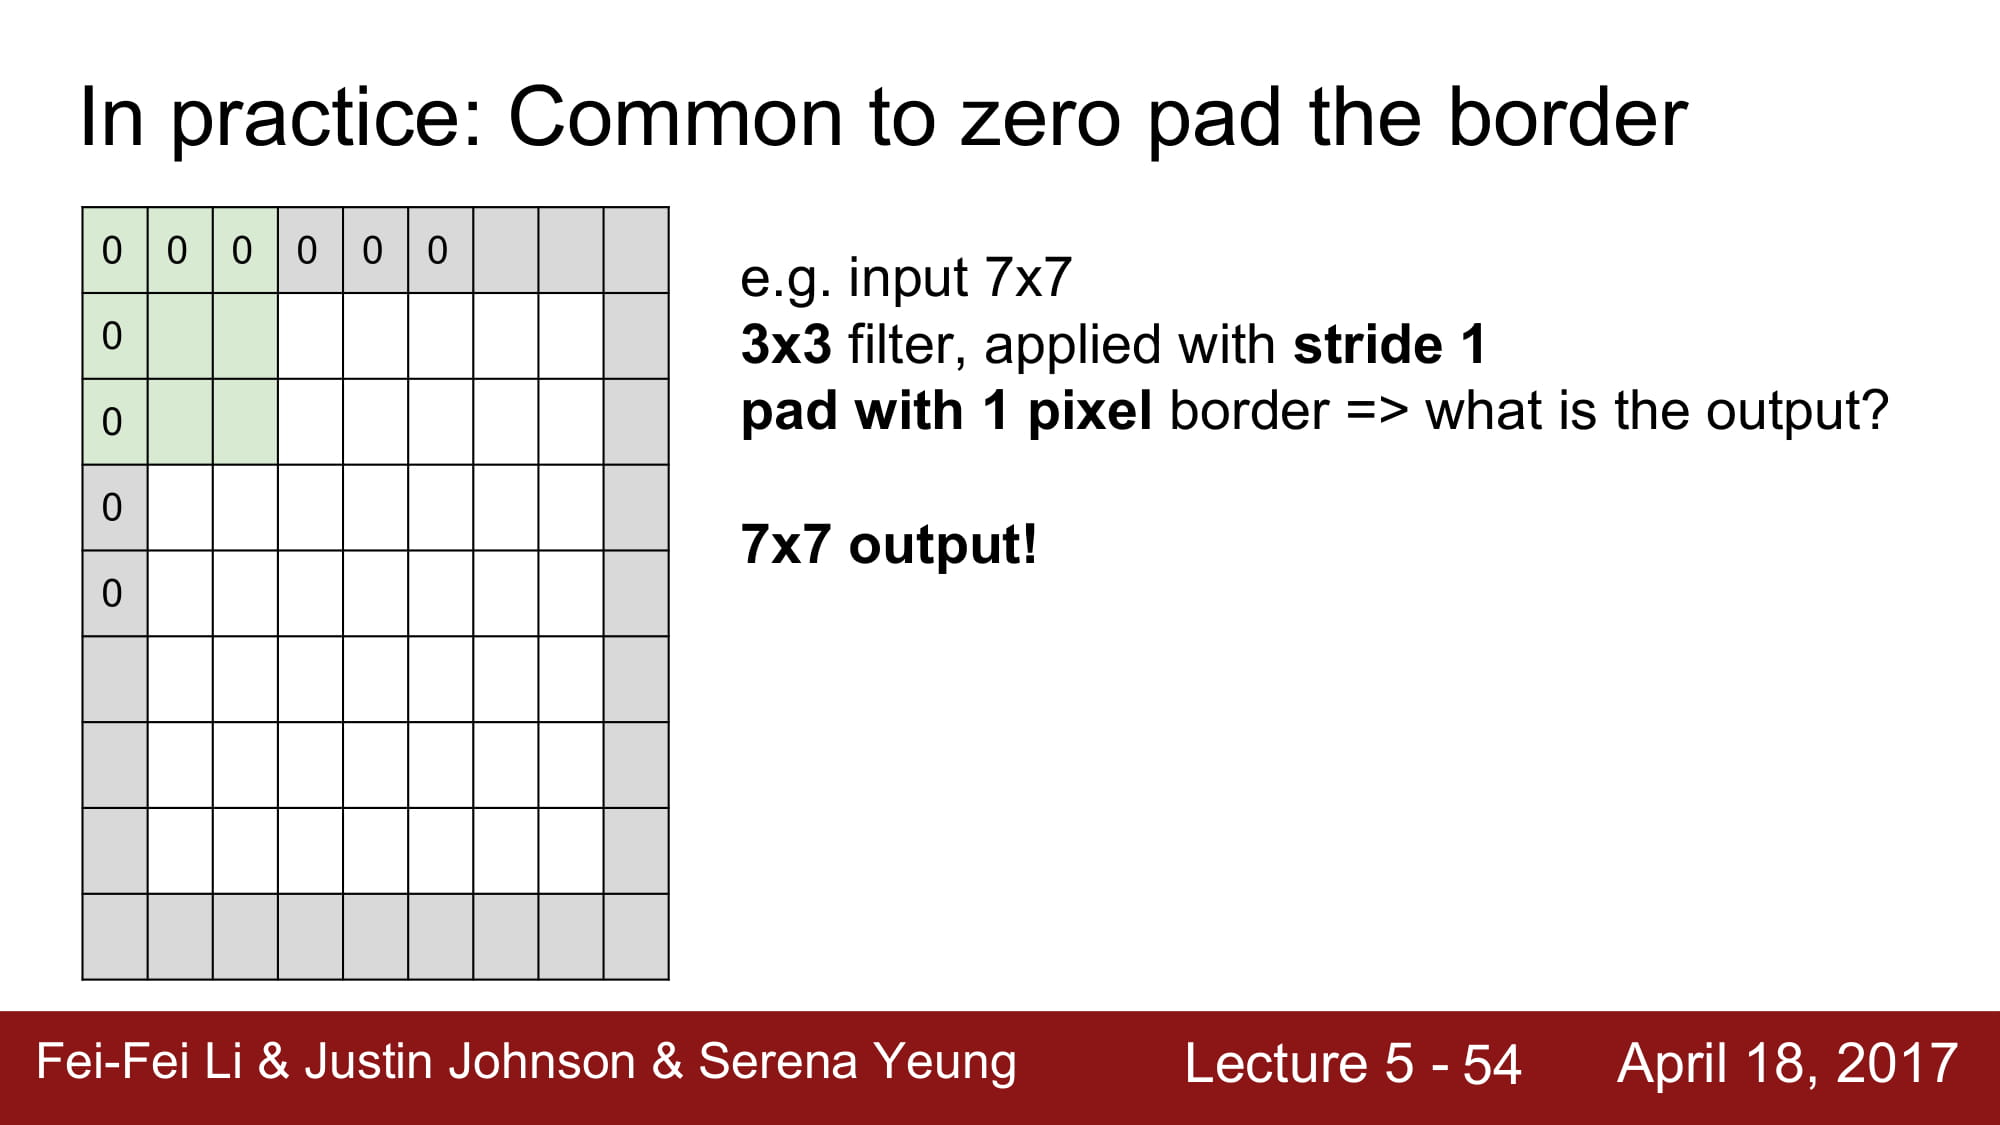 In practice: Common to zero pad the border
0 0 0 0 0 0
0
0
0
0
e.g. input 7x7
3x3 filter, applied with stride 1
pad with 1 pixel border => what is the output?
7x7 output!
Fei-Fei Li & Justin Johnson & Serena Yeung Lecture 5 - 54 April 18, 2017